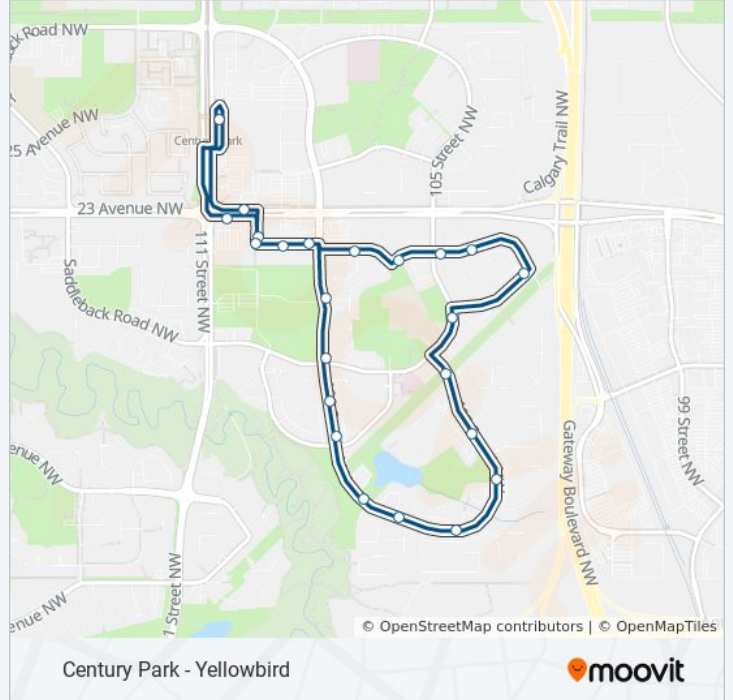 ck Road NW
25 Avenue NW
Century Park
105 Street NW
Calgary Trail NW
23 Avenue NW
111 Street NW
Saddleback Road NW
99 Street NW
Gateway Boulevard NW
enue NW
1 Street NW
enue NW
© OpenStreetMap contributors | © OpenMapTiles
Century Park - Yellowbird
moovit